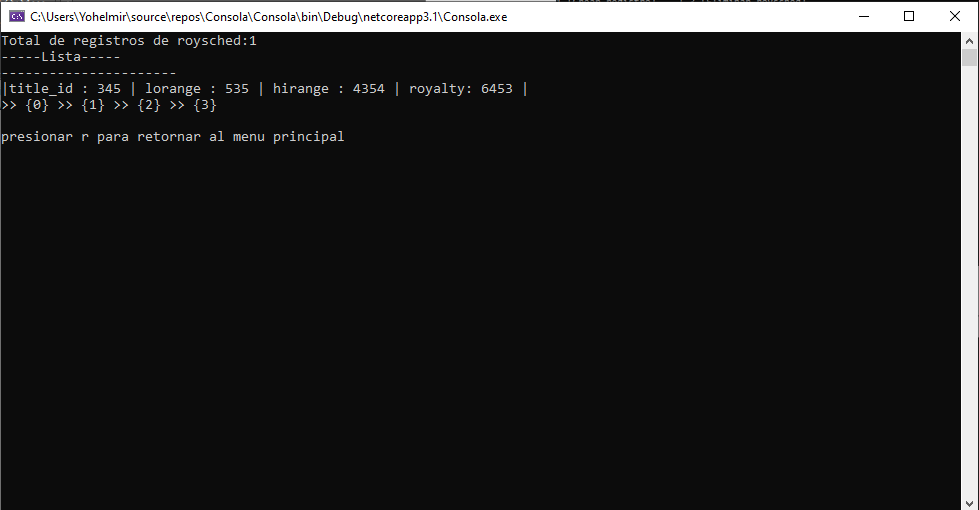 C:\Users\Yohelmir\source\repos\Consola\Consola\bin\Debug\netcoreapp3.1\Consola.exe
Total de registros de roysched:1
-----Lista-----
----------------------
|title_id : 345 | lorange : 535 | hirange : 4354 | royalty: 6453 |
>> {0} >> {1} >> {2} >> {3}
presionar r para retornar al menu principal